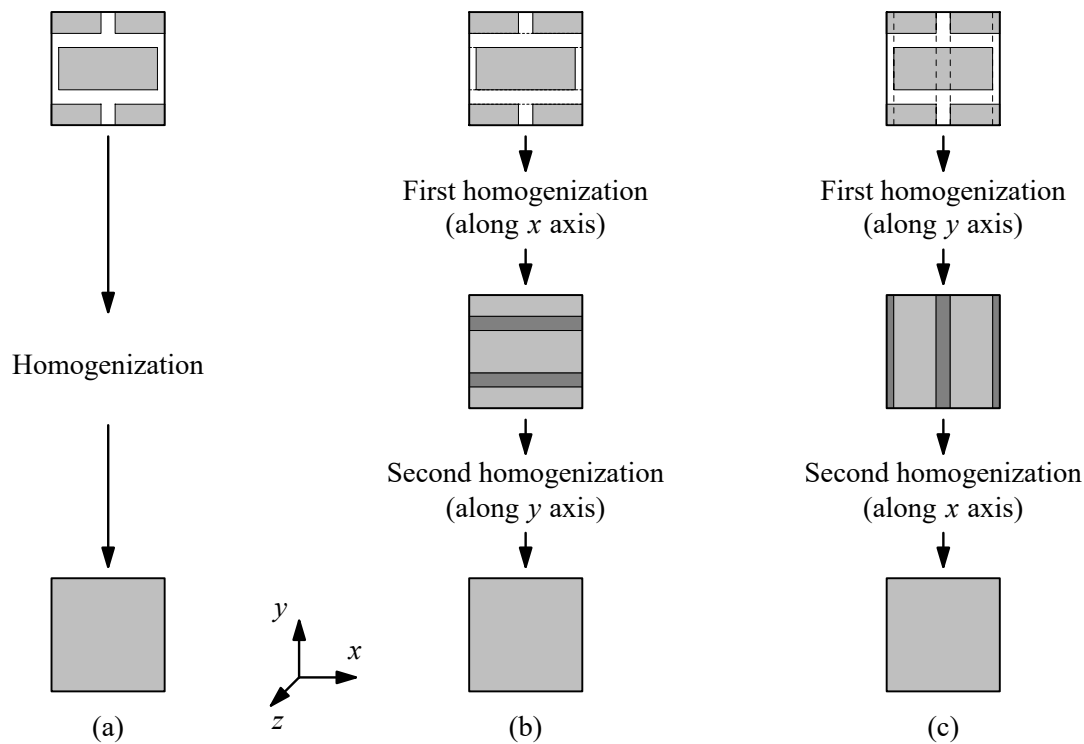 First homogenization
(along x axis)
First homogenization
(along y axis)
Homogenization
Second homogenization
(along y axis)
Second homogenization
(along x axis)
y
x
z
(a)
(b)
(c)